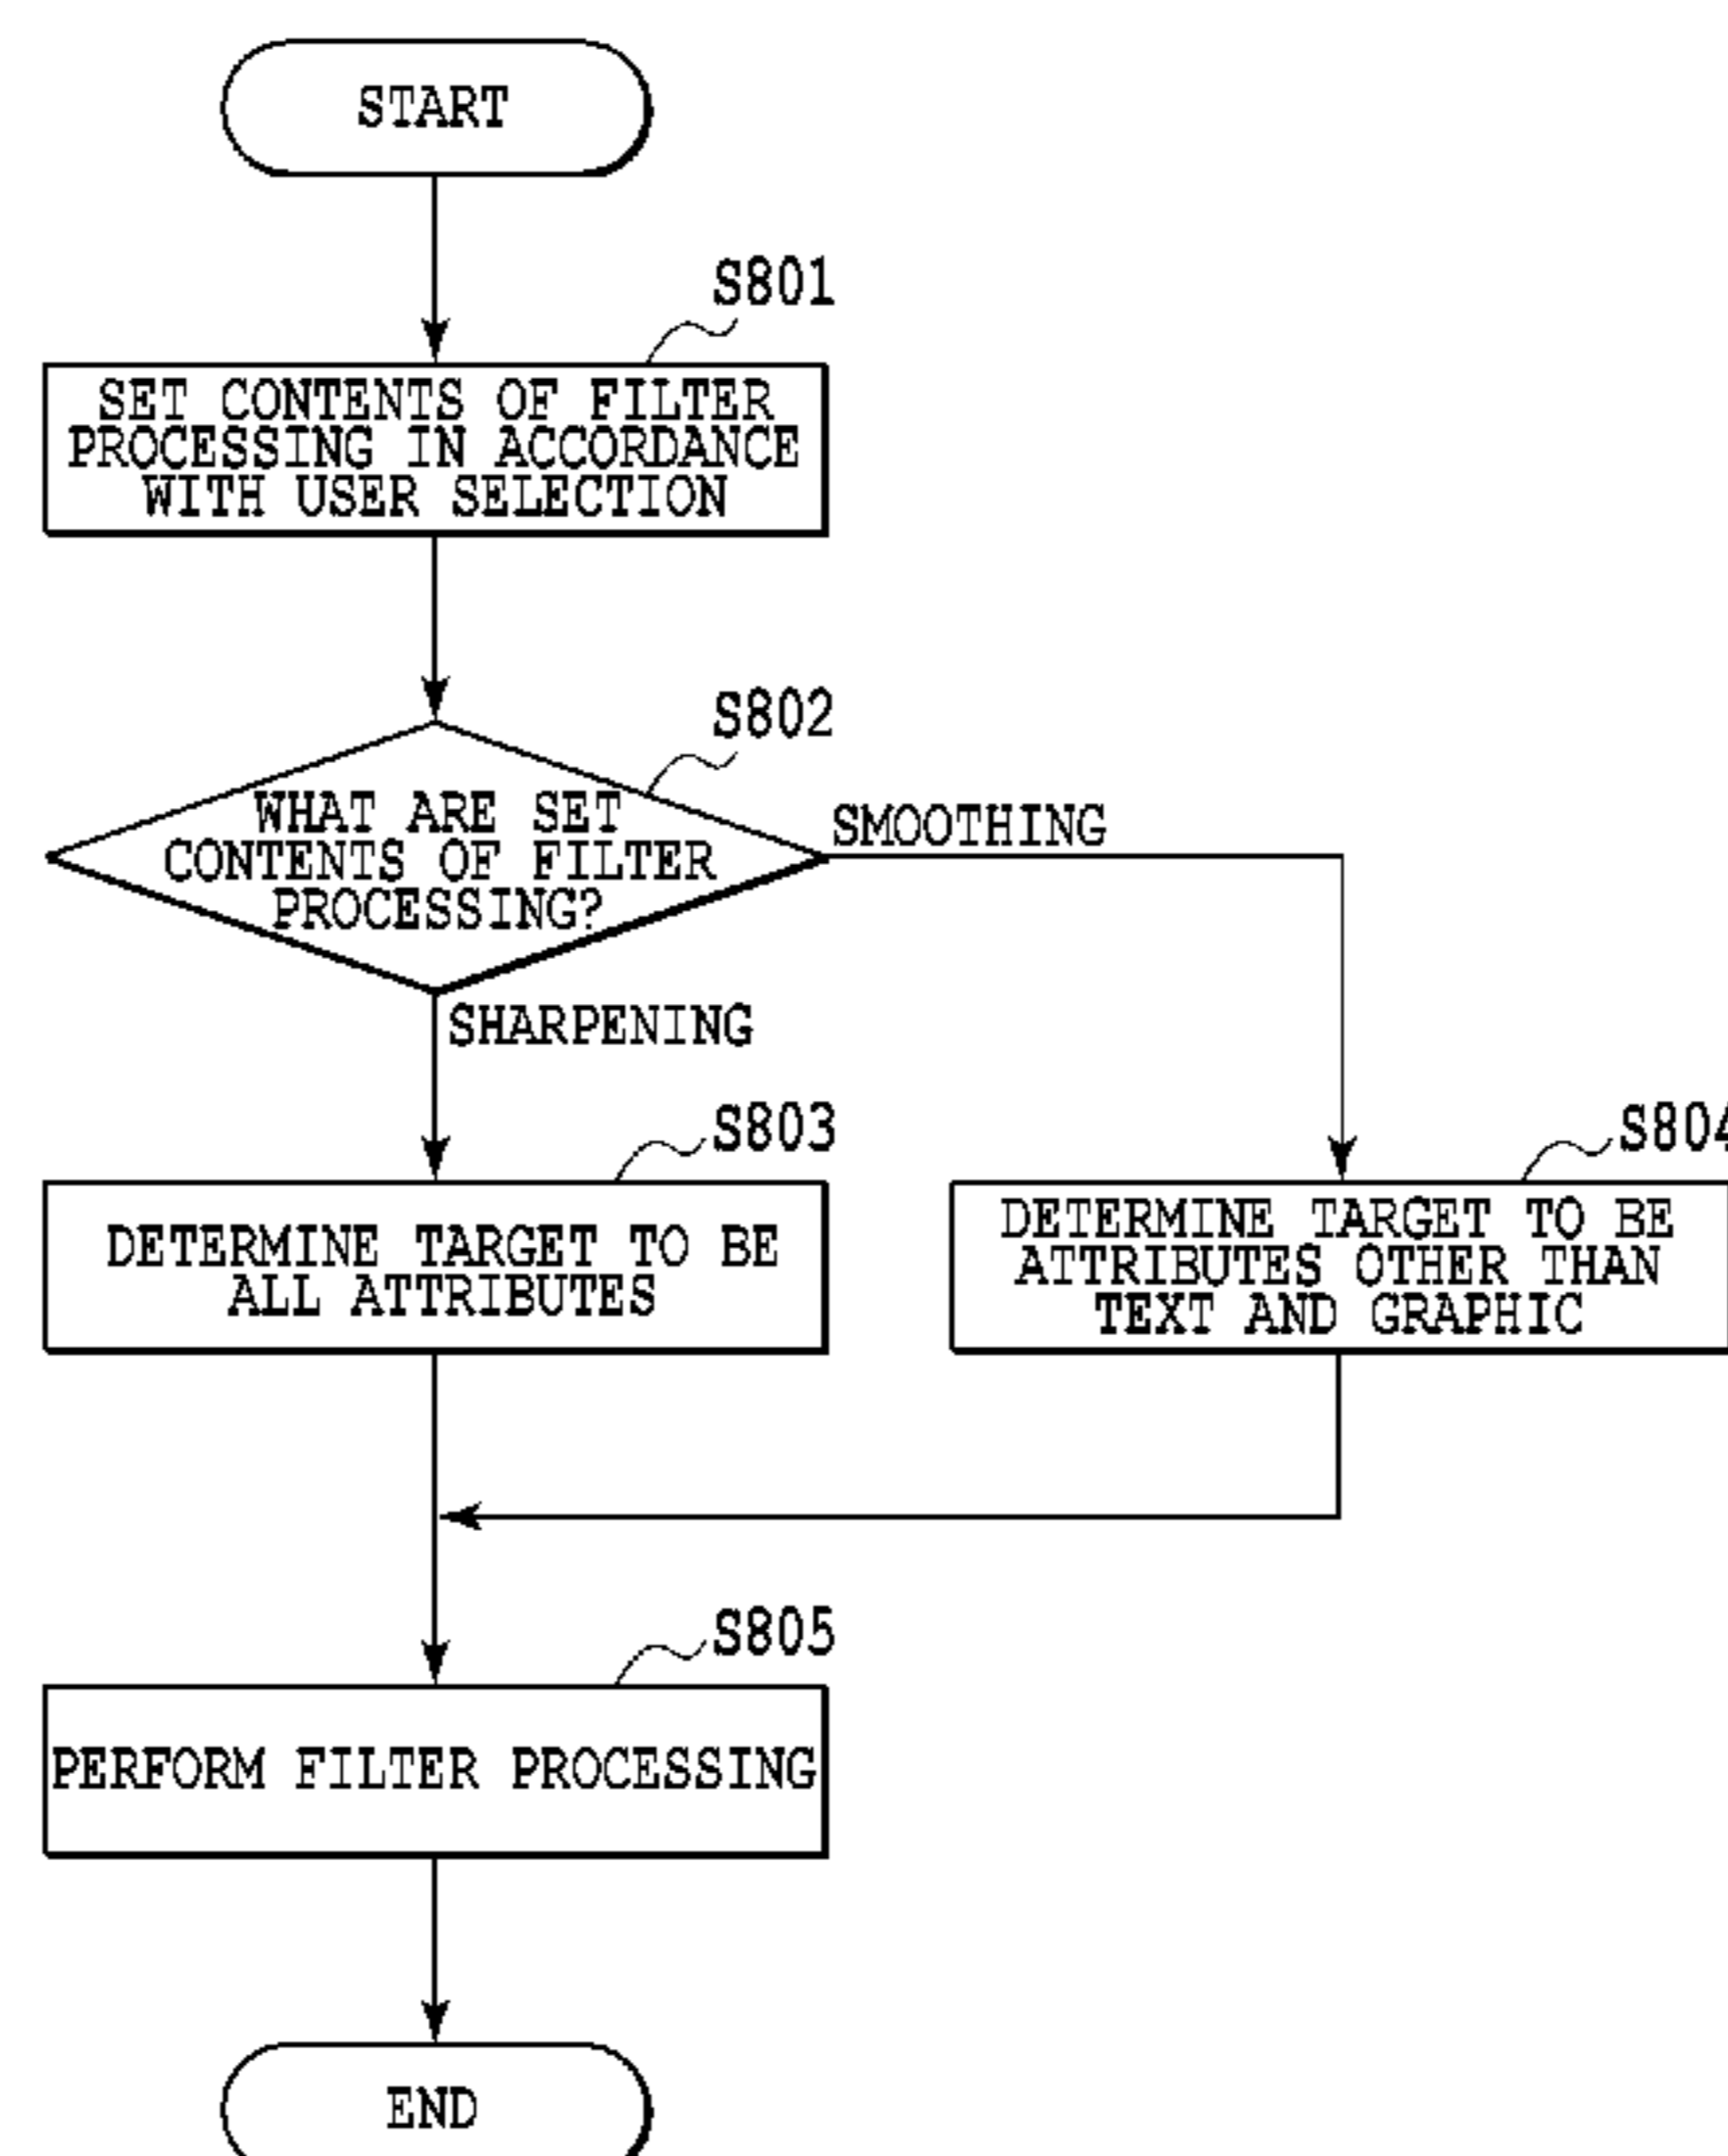 START
S801
SET CONTENTS OF FILTER
PROCESSING IN ACCORDANCE
WITH USER SELECTION
S802
WHAT ARE SET
CONTENTS OF FILTER
PROCESSING?
SMOOTHING
SHARPENING
S803
DETERMINE TARGET TO BE
ALL ATTRIBUTES
S804
DETERMINE TARGET TO BE
ATTRIBUTES OTHER THAN
TEXT AND GRAPHIC
S805
PERFORM FILTER PROCESSING
END